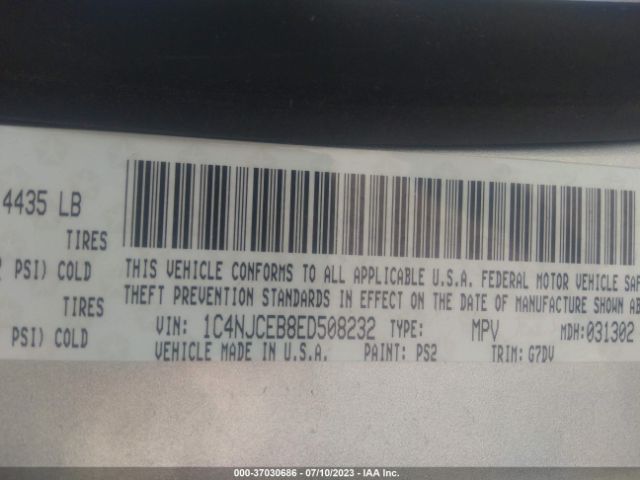 4435 LB
TIRES
PSI) COLD
THIS VEHICLE CONFORMS TO ALL APPLICABLE U.S.A. FEDERAL MOTOR VEHICLE SAF
THEFT PREVENTION STANDARDS IN EFFECT ON THE DATE OF MANUFACTURE SHOWN AB
TIRES
PSI) COLD
VIN: 1C4NJCEB8ED508232 TYPE: MPV MDH:031302
VEHICLE MADE IN U.S.A. PAINT: PS2 TRIM: G7DV
000-37030686 - 07/10/2023 - IAA Inc.